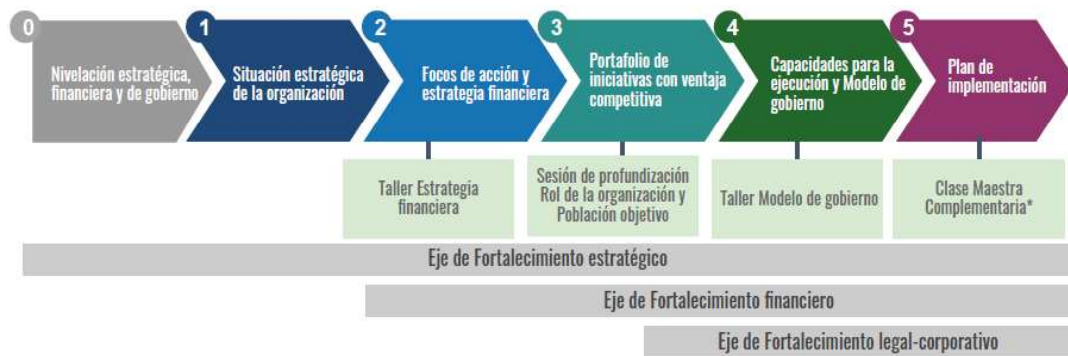 0
Nivelación estratégica,
financiera y de gobierno
1
Situación estratégica
de la organización
2
Focos de acción y
estrategia financiera
3
Portafolio de
iniciativas con ventaja
competitiva
4
Capacidades para la
ejecución y Modelo de
gobierno
5
Plan de
implementación
Taller Estrategia
financiera
Sesión de profundización
Rol de la organización y
Población objetivo
Taller Modelo de gobierno
Clase Maestra
Complementaria*
Eje de Fortalecimiento estratégico
Eje de Fortalecimiento financiero
Eje de Fortalecimiento legal-corporativo